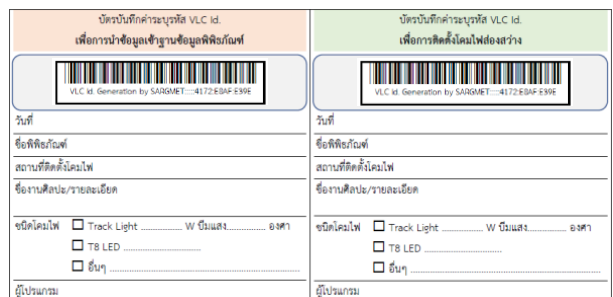 บัตรบันทึกค่าระบุรหัส VLC Id.
เพื่อการนำข้อมูลเข้าฐานข้อมูลพิพิธภัณฑ์
VLC Id. Generation by SARGMET::::4172:E8AF:E39E
วันที่
ชื่อพิพิธภัณฑ์
สถานที่ติดตั้งโคมไฟ
ชื่องานศิลปะ/รายละเอียด
ชนิดโคมไฟ ☐ Track Light ............... W บีมแสง.............. องศา
☐ T8 LED ............................
☐ อื่นๆ ....................................................................
ผู้โปรแกรม
บัตรบันทึกค่าระบุรหัส VLC Id.
เพื่อการติดตั้งโคมไฟส่องสว่าง
VLC Id. Generation by SARGMET::::4172:E8AF:E39E
วันที่
ชื่อพิพิธภัณฑ์
สถานที่ติดตั้งโคมไฟ
ชื่องานศิลปะ/รายละเอียด
ชนิดโคมไฟ ☐ Track Light ............... W บีมแสง.............. องศา
☐ T8 LED ............................
☐ อื่นๆ ....................................................................
ผู้โปรแกรม